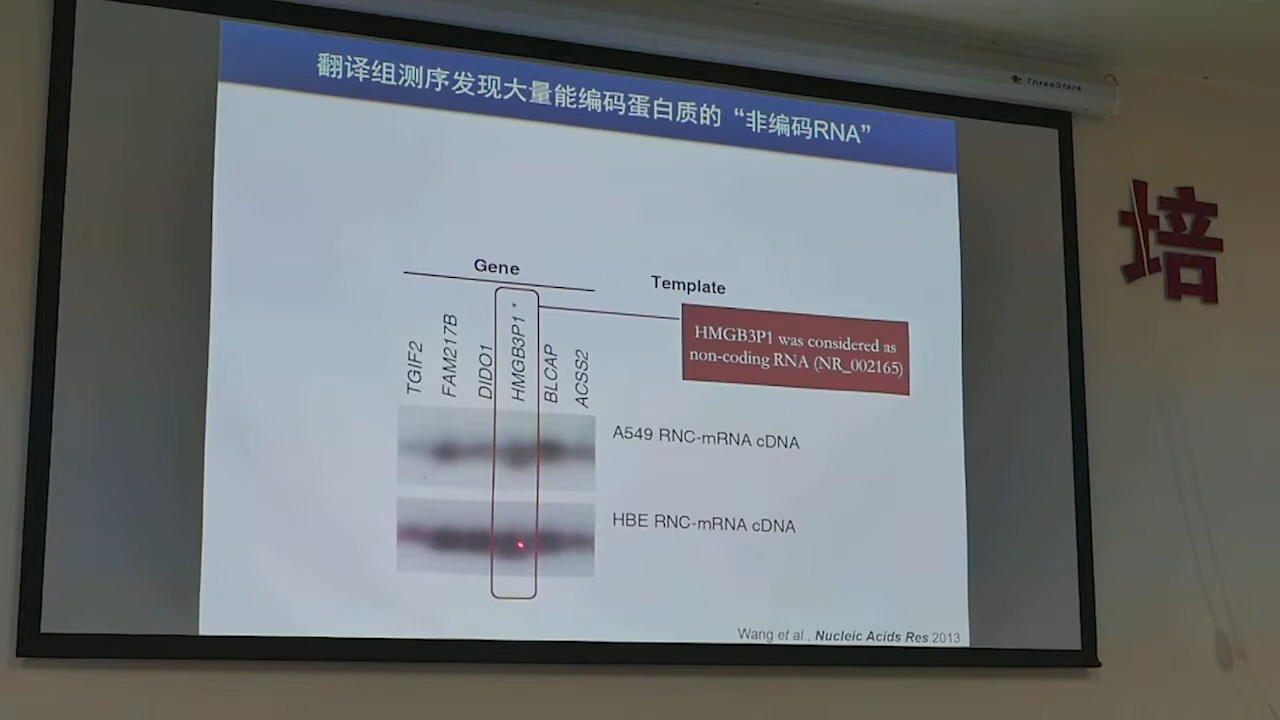 ThreeStars
翻译组测序发现大量能编码蛋白质的“非编码RNA”
培
Gene
Template
TGIF2
FAM217B
DIDO1
HMGB3P1 *
BLCAP
ACSS2
HMGB3P1 was considered as
non-coding RNA (NR_002165)
A549 RNC-mRNA cDNA
HBE RNC-mRNA cDNA
Wang et al., Nucleic Acids Res 2013